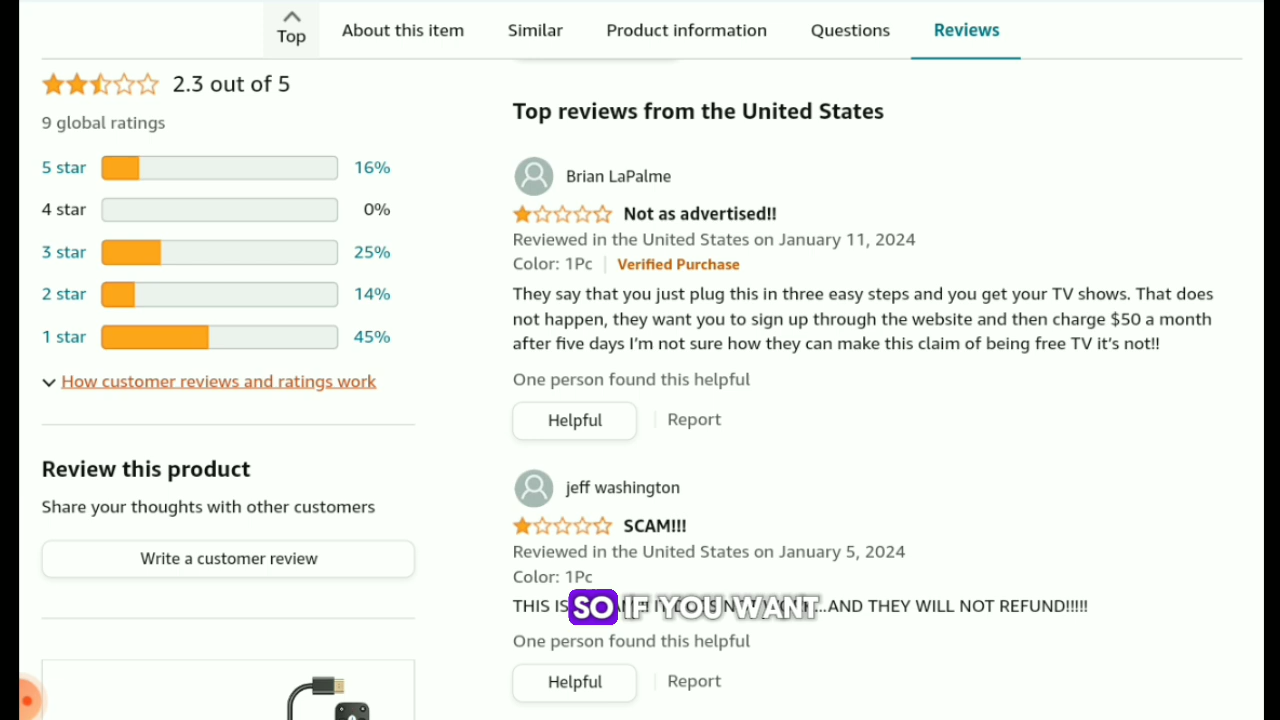 Top
About this item
Similar
Product information
Questions
Reviews
2.3 out of 5
9 global ratings
5 star 16%
4 star 0%
3 star 25%
2 star 14%
1 star 45%
How customer reviews and ratings work
Review this product
Share your thoughts with other customers
Write a customer review
Top reviews from the United States
Brian LaPalme
Not as advertised!!
Reviewed in the United States on January 11, 2024
Color: 1Pc | Verified Purchase
They say that you just plug this in three easy steps and you get your TV shows. That does
not happen, they want you to sign up through the website and then charge $50 a month
after five days I'm not sure how they can make this claim of being free TV it's not!!
One person found this helpful
Helpful | Report
jeff washington
SCAM!!!
Reviewed in the United States on January 5, 2024
Color: 1Pc
THIS IS ...AND THEY WILL NOT REFUND!!!!!
SO IF YOU WANT
One person found this helpful
Helpful | Report